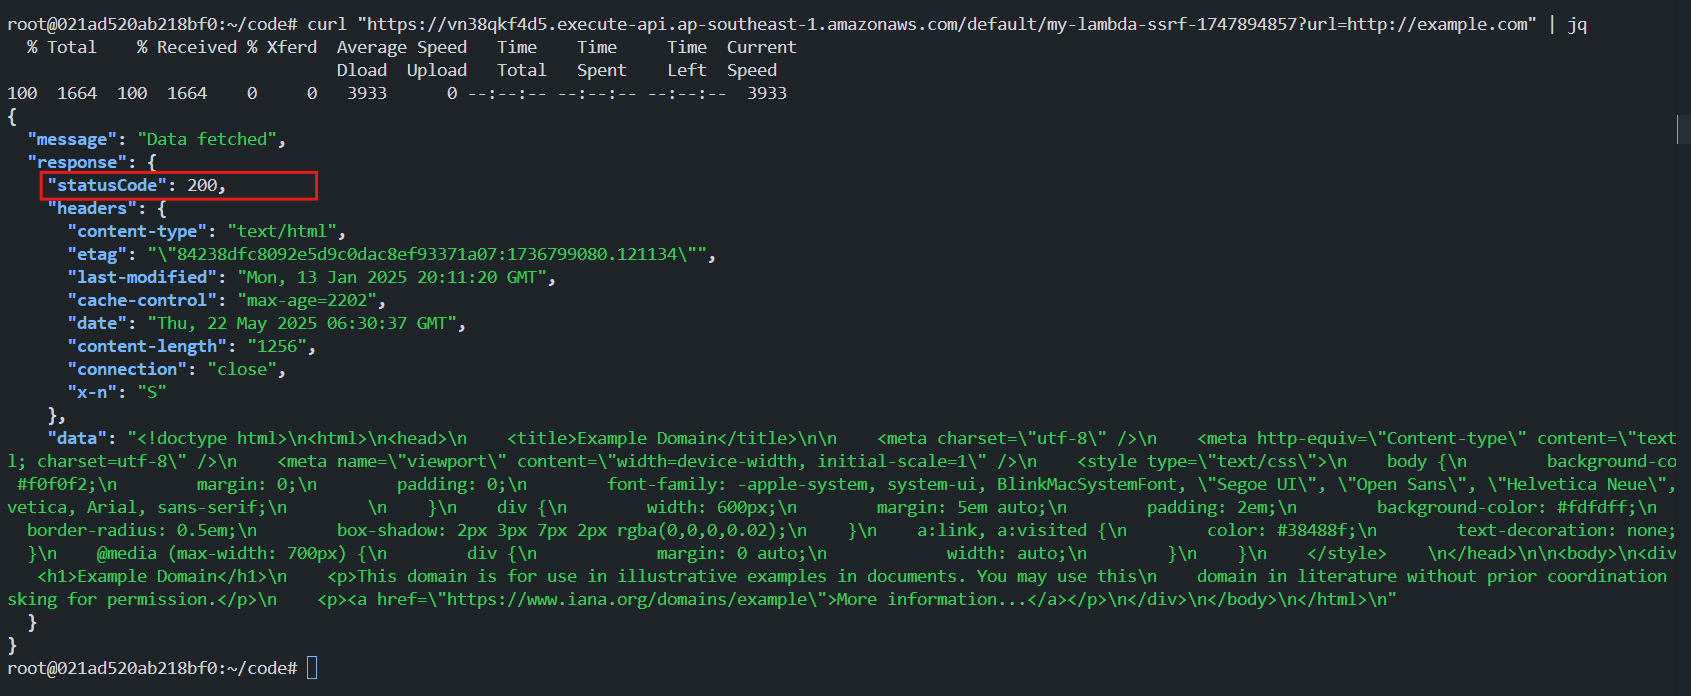 root@021ad520ab218bf0:~/code# curl "https://vn38qkf4d5.execute-api.ap-southeast-1.amazonaws.com/default/my-lambda-ssrf-1747894857?url=http://example.com" | jq
  % Total    % Received % Xferd  Average Speed   Time    Time     Time  Current
                                 Dload  Upload   Total   Spent    Left  Speed
100  1664  100  1664    0     0   3933      0 --:--:-- --:--:-- --:--:--  3933
{
  "message": "Data fetched",
  "response": {
    "statusCode": 200,
    "headers": {
      "content-type": "text/html",
      "etag": "\"84238dfc8092e5d9c0dac8ef93371a07:1736799080.121134\"",
      "last-modified": "Mon, 13 Jan 2025 20:11:20 GMT",
      "cache-control": "max-age=2202",
      "date": "Thu, 22 May 2025 06:30:37 GMT",
      "content-length": "1256",
      "connection": "close",
      "x-n": "S"
    },
    "data": "<!doctype html>\n<html>\n<head>\n    <title>Example Domain</title>\n\n    <meta charset=\"utf-8\" />\n    <meta http-equiv=\"Content-type\" content=\"text
l; charset=utf-8\" />\n    <meta name=\"viewport\" content=\"width=device-width, initial-scale=1\" />\n    <style type=\"text/css\">\n    body {\n        background-co
 #f0f0f2;\n        margin: 0;\n        padding: 0;\n        font-family: -apple-system, system-ui, BlinkMacSystemFont, \"Segoe UI\", \"Open Sans\", \"Helvetica Neue\",
vetica, Arial, sans-serif;\n        \n    }\n    div {\n        width: 600px;\n        margin: 5em auto;\n        padding: 2em;\n        background-color: #fdfdff;\n
  border-radius: 0.5em;\n        box-shadow: 2px 3px 7px 2px rgba(0,0,0,0.02);\n    }\n    a:link, a:visited {\n        color: #38488f;\n        text-decoration: none;
  }\n    @media (max-width: 700px) {\n        div {\n            margin: 0 auto;\n            width: auto;\n        }\n    }\n    </style>    \n</head>\n\n<body>\n<div
   <h1>Example Domain</h1>\n    <p>This domain is for use in illustrative examples in documents. You may use this\n    domain in literature without prior coordination
sking for permission.</p>\n    <p><a href=\"https://www.iana.org/domains/example\">More information...</a></p>\n</div>\n</body>\n</html>\n"
  }
}
root@021ad520ab218bf0:~/code#